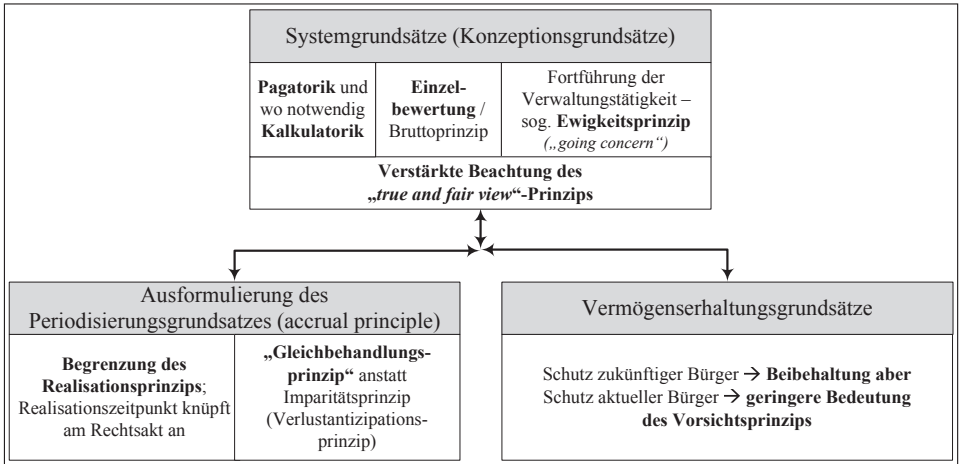 Systemgrundsätze (Konzeptionsgrundsätze)
Pagatorik und
wo notwendig
Kalkulatorik
Einzel-
bewertung /
Bruttoprinzip
Fortführung der
Verwaltungstätigkeit –
sog. Ewigkeitsprinzip
(„going concern“)
Verstärkte Beachtung des
„true and fair view“-Prinzips
Ausformulierung des
Periodisierungsgrundsatzes (accrual principle)
Begrenzung des
Realisationsprinzips;
Realisationszeitpunkt knüpft
am Rechtsakt an
„Gleichbehandlungs-
prinzip“ anstatt
Imparitätsprinzip
(Verlustantizipations-
prinzip)
Vermögenserhaltungsgrundsätze
Schutz zukünftiger Bürger → Beibehaltung aber
Schutz aktueller Bürger → geringere Bedeutung
des Vorsichtsprinzips